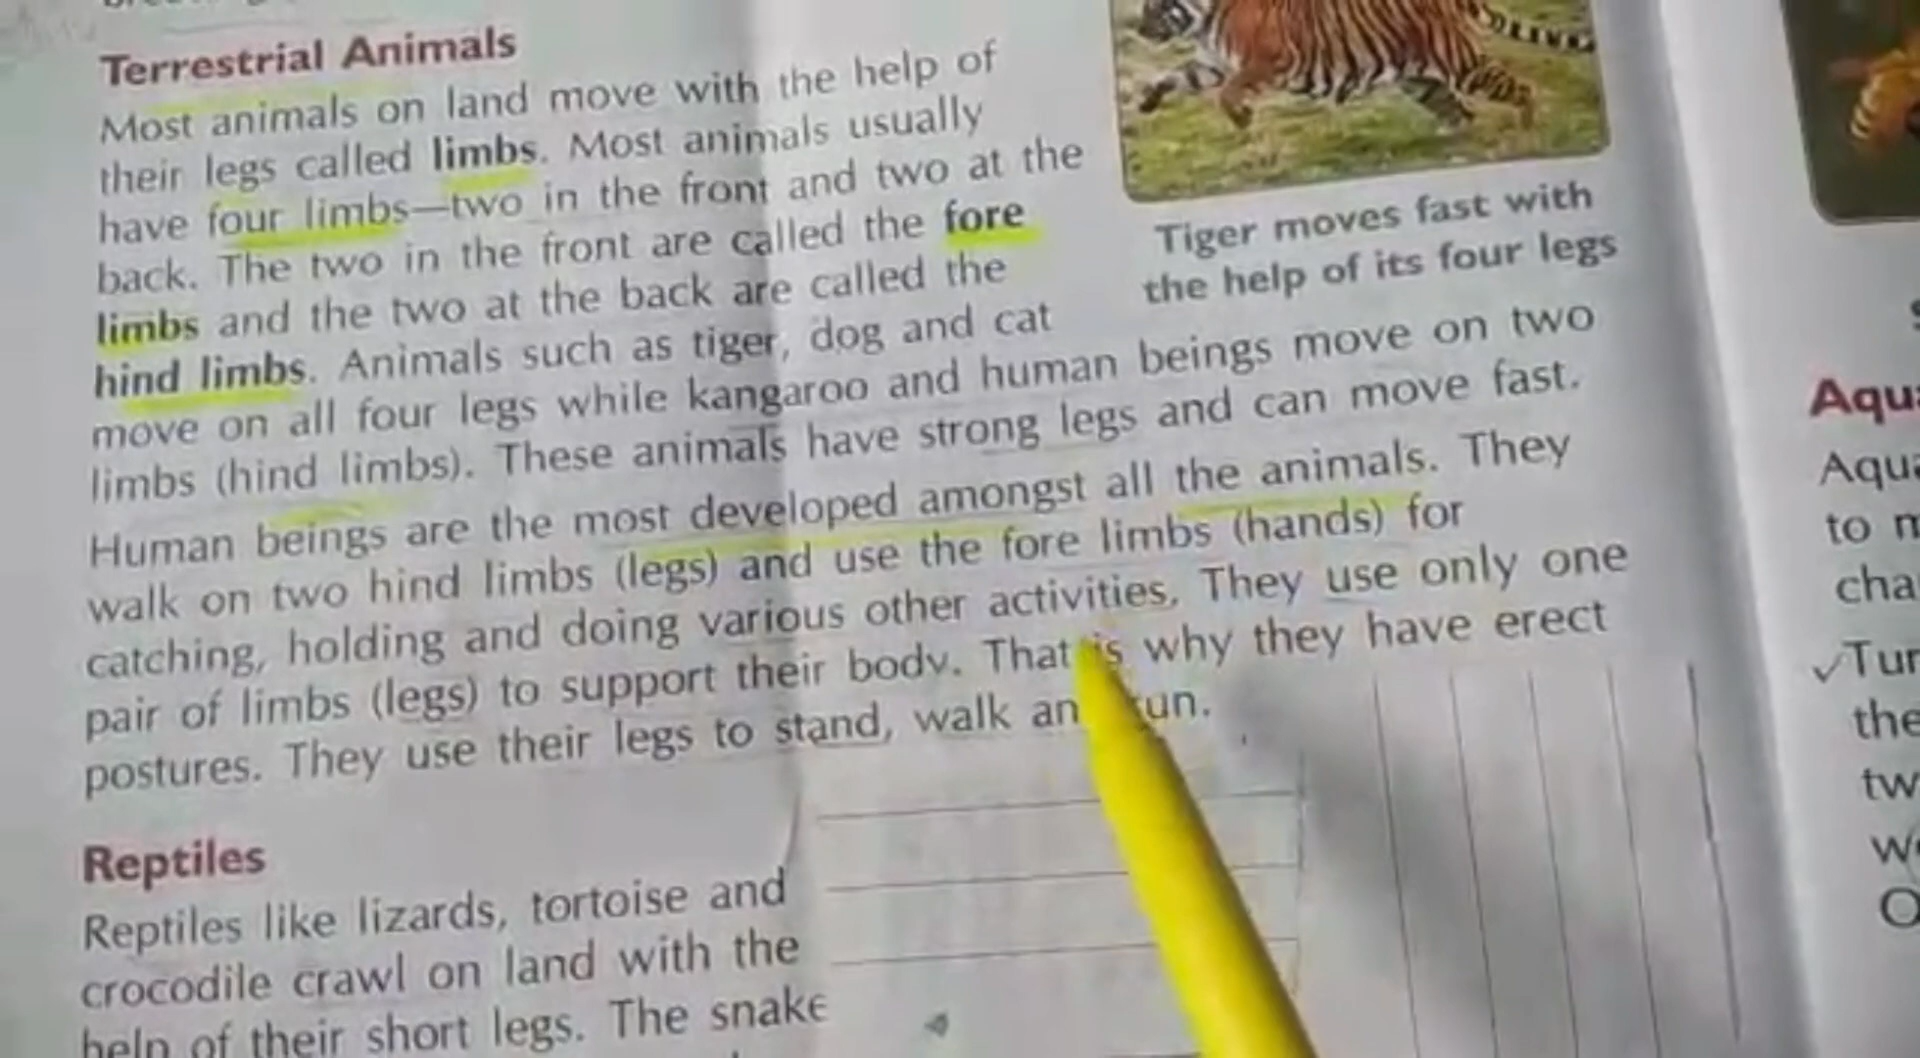 Terrestrial Animals
Most animals on land move with the help of
their legs called limbs. Most animals usually
have four limbs—two in the front and two at the
back. The two in the front are called the fore
limbs and the two at the back are called the
hind limbs. Animals such as tiger, dog and cat
move on all four legs while kangaroo and human beings move on two
limbs (hind limbs). These animals have strong legs and can move fast.
Human beings are the most developed amongst all the animals. They
walk on two hind limbs (legs) and use the fore limbs (hands) for
catching, holding and doing various other activities. They use only one
pair of limbs (legs) to support their body. That is why they have erect
postures. They use their legs to stand, walk an un.
Tiger moves fast with
the help of its four legs
Reptiles
Reptiles like lizards, tortoise and
crocodile crawl on land with the
help of their short legs. The snake
Aqua
Aqua
to m
cha
✓Tur
the
tw
O